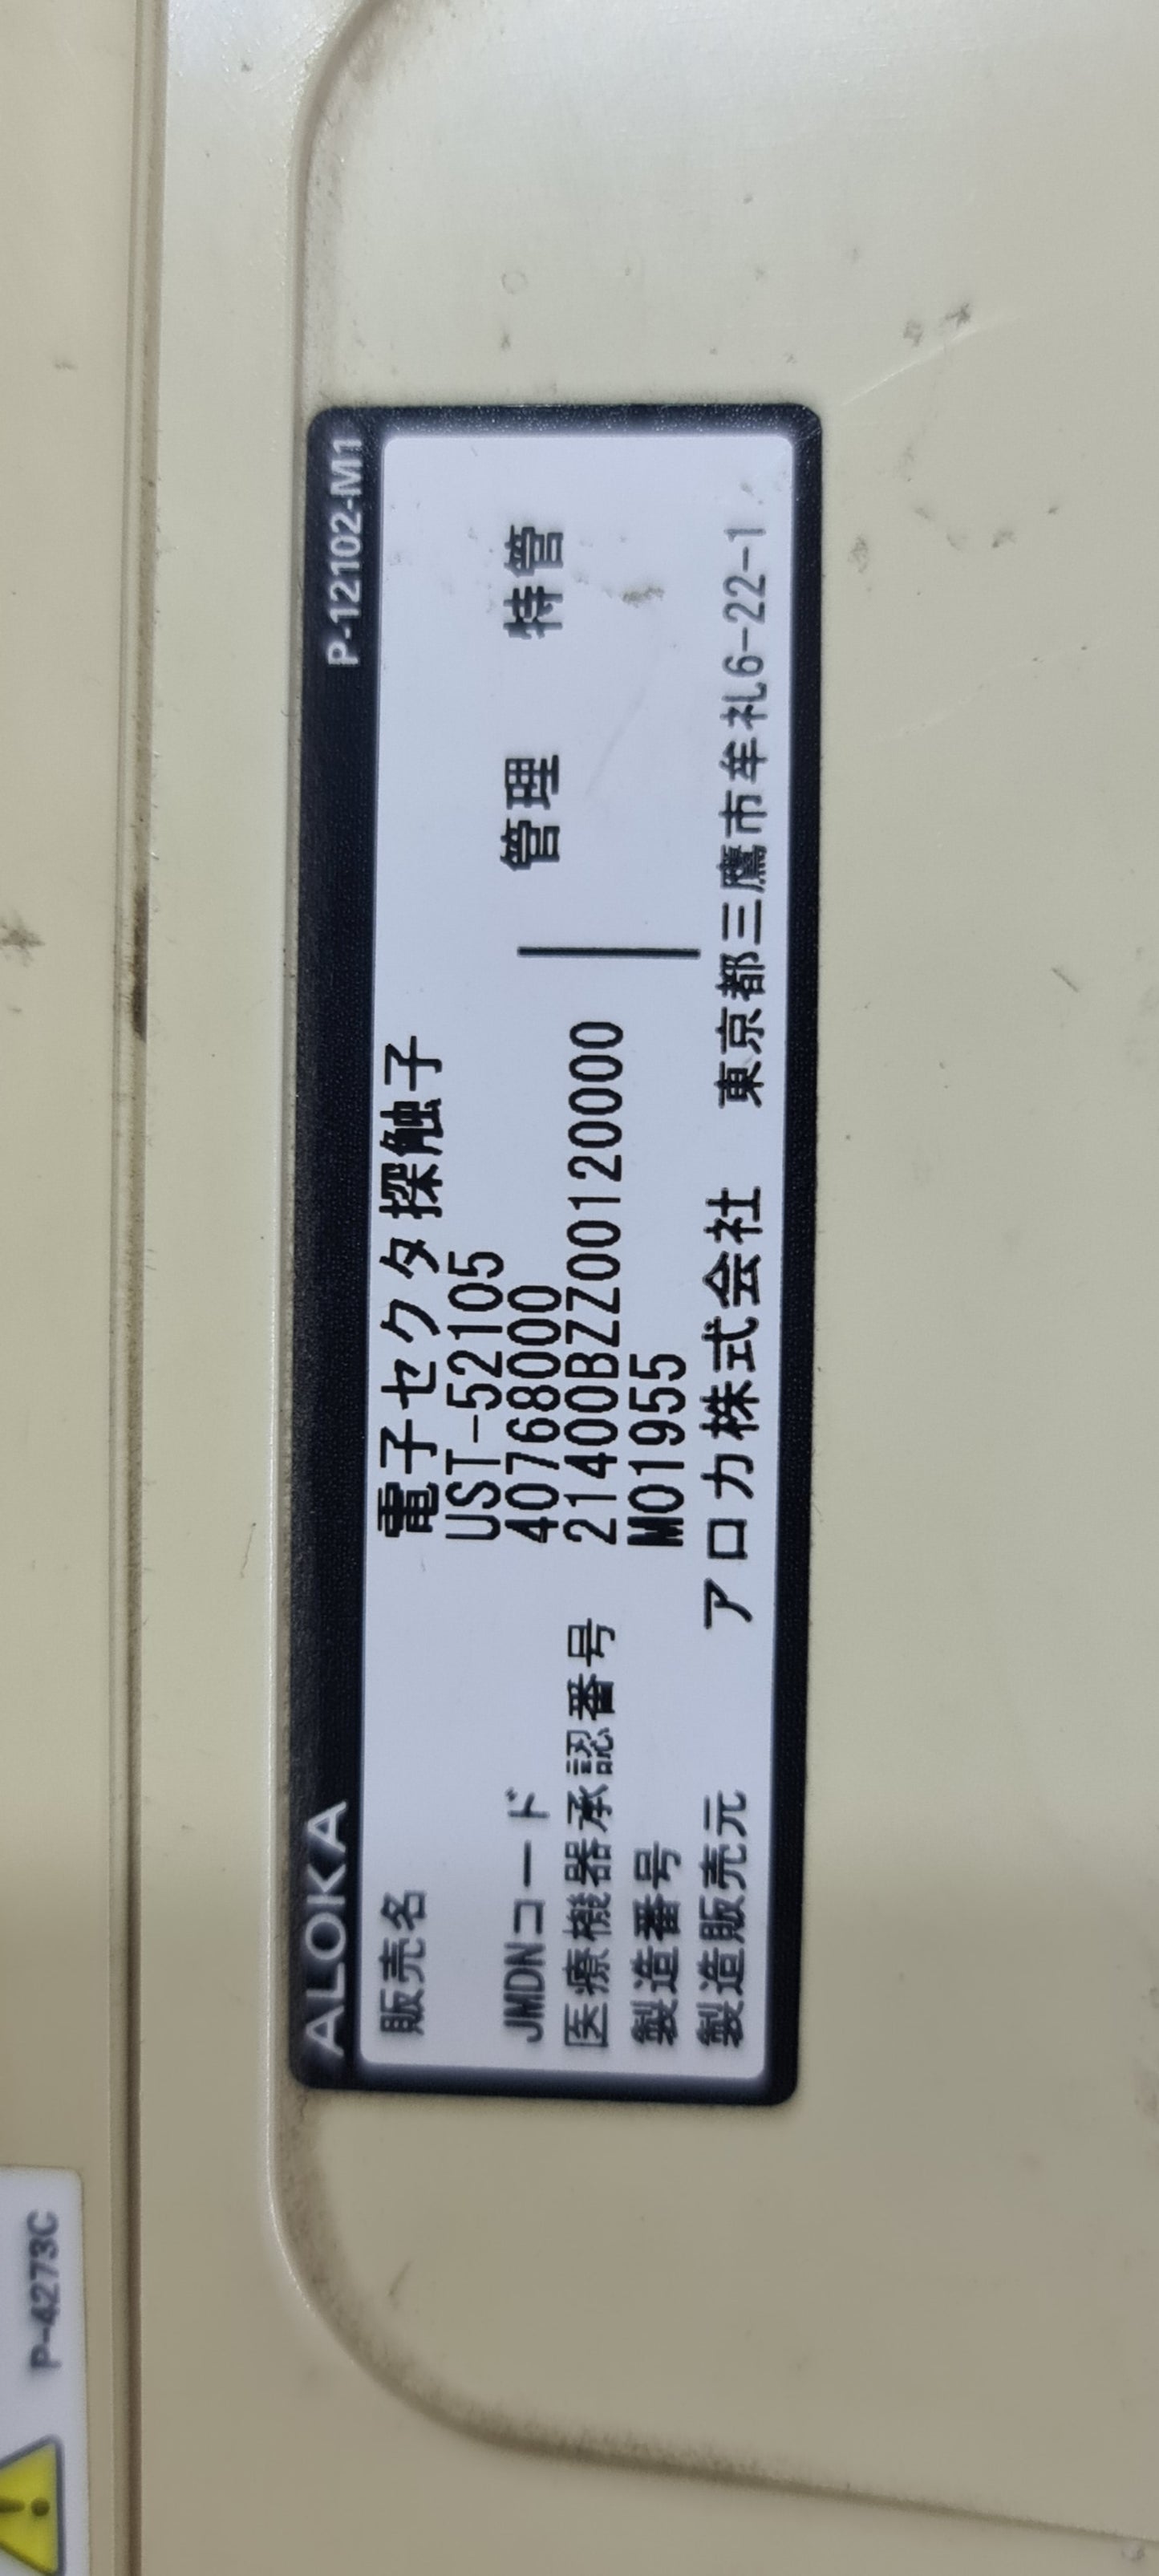 ALOKA P-12102-M1
販売名 電子セクタ探触子
UST-52105
JMDNコード 40768000 管理 特管
医療機器承認番号 21400BZZ00120000
製造番号 M01955
製造販売元 アロカ株式会社 東京都三鷹市牟礼6-22-1
P-4273C